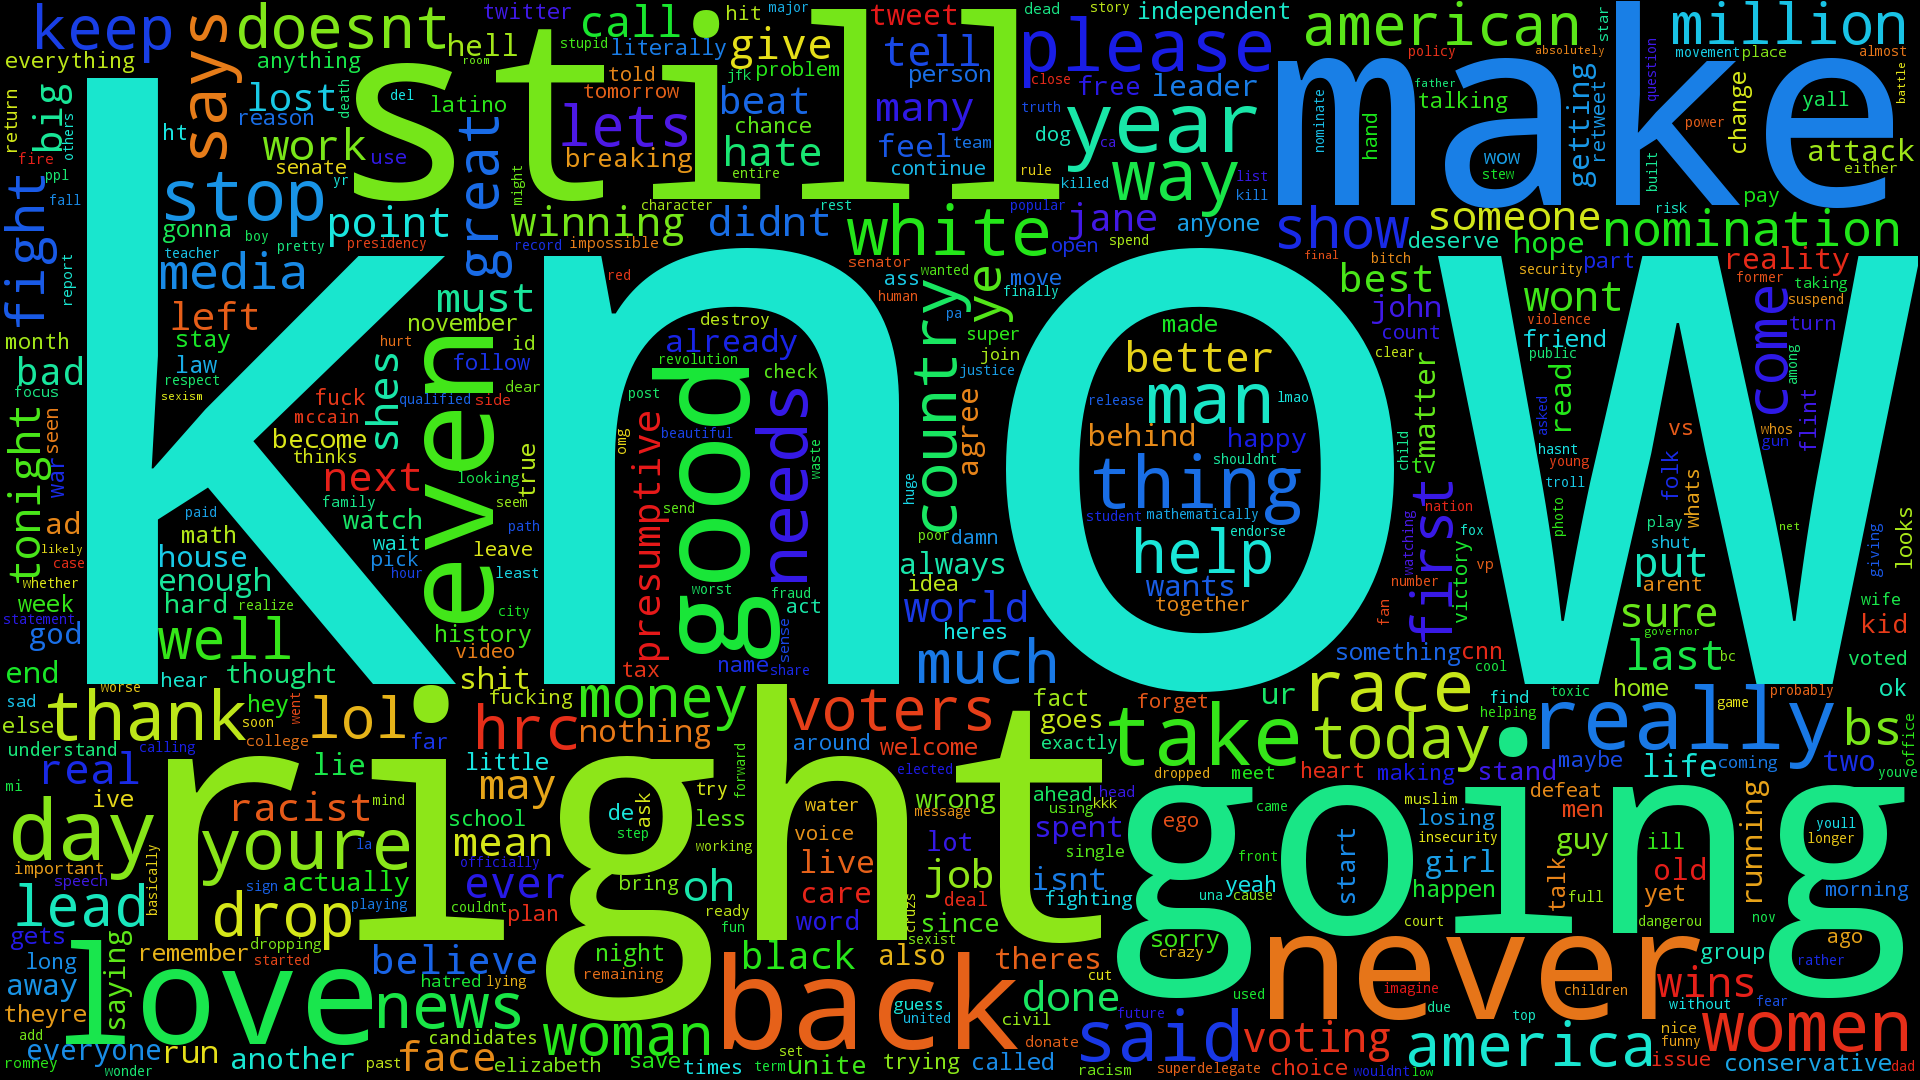 know
still
make
right
going
never
back
love
even
good
year
please
thing
man
help
white
women
said
really
take
day
youre
drop
lead
thank
lol
hrc
money
voters
race
today
america
american
million
nomination
someone
show
way
keep
doesnt
call
give
tweet
tell
many
feel
beat
hate
lets
great
work
stop
says
big
fight
lost
point
media
left
bad
tonight
winning
didnt
jane
country
needs
presumptive
must
shes
next
well
enough
house
world
much
always
better
behind
wants
together
best
wont
put
sure
last
come
first
reality
attack
change
getting
talking
leader
free
independent
person
twitter
hit
major
dead
story
star
policy
absolutely
movement
place
almost
battle
question
everything
anything
hell
stupid
room
literally
jfk
problem
told
tomorrow
breaking
chance
entire
close
truth
dog
ca
rule
killed
kill
list
nominate
father
hand
wow
stew
power
retweet
built
yall
either
pay
risk
return
others
fire
ppl
fall
reason
ht
senate
use
yr
death
del
latino
might
team
continue
character
rest
popular
open
spend
anyone
deserve
hope
part
former
taking
suspend
final
bitch
security
violence
friend
public
john
count
clear
gonna
boy
pretty
teacher
presidency
record
impossible
senator
ass
wanted
human
move
finally
ye
super
join
justice
pa
red
report
month
stay
law
respect
focus
sexism
november
hurt
id
follow
dear
qualified
side
fuck
mccain
become
thinks
destroy
already
revolution
check
post
beautiful
omg
send
waste
made
release
lmao
happy
shouldnt
student
mathematically
endorse
agree
huge
damn
poor
idea
heres
matter
child
tv
nation
watching
number
fox
vp
victory
fan
read
asked
hasnt
young
troll
photo
vs
folk
whats
whos
gun
flint
turn
among
play
shut
arent
net
giving
looks
wife
kid
voted
governor
bc
something
cnn
cool
seen
war
ad
likely
case
whether
week
statement
god
end
paid
math
hard
realize
family
watch
wait
pick
hour
looking
true
seem
path
leave
least
city
history
video
shit
tax
worst
fraud
act
sense
name
share
hear
thought
worse
sad
else
hey
soon
went
college
understand
calling
far
fucking
nothing
little
around
welcome
elected
fact
goes
exactly
forget
ur
find
helping
toxic
home
probably
game
ok
bs
office
youve
two
coming
life
maybe
stand
making
heart
meet
dropped
mi
real
ive
lie
mind
racist
may
school
mean
try
forward
de
ask
step
less
working
water
voice
message
wrong
ahead
head
using
kkk
came
ego
muslim
losing
insecurity
defeat
men
guy
ill
old
running
youll
longer
important
speech
basically
sign
la
actually
playing
officially
ever
couldnt
plan
bring
oh
ready
fun
live
care
word
lot
job
deal
since
cruzs
sexist
spent
single
isnt
fighting
front
yeah
una
cause
start
girl
happen
court
talk
yet
full
dangerou
nov
morning
gets
long
away
theyre
saying
remember
dropping
started
believe
hatred
lying
news
night
remaining
black
also
theres
cut
done
sorry
crazy
used
imagine
due
children
top
group
wins
without
ago
rather
fear
add
everyone
romney
wonder
run
another
past
face
candidates
elizabeth
woman
save
times
set
term
unite
guess
united
trying
civil
called
donate
future
racism
superdelegate
voting
choice
wouldnt
low
nice
funny
issue
conservative
dad